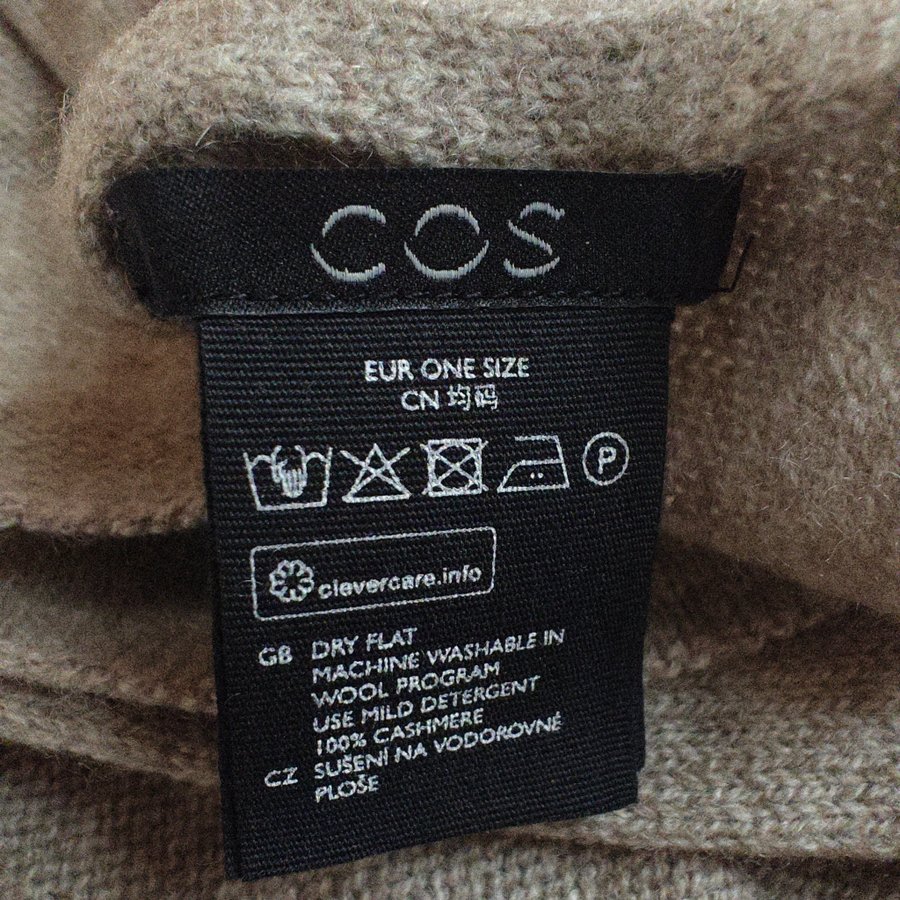 COS
EUR ONE SIZE
CN 均码
P
clevercare.info
GB DRY FLAT
MACHINE WASHABLE IN
WOOL PROGRAM
USE MILD DETERGENT
100% CASHMERE
CZ SUŠENÍ NA VODOROVNÉ
PLOŠE